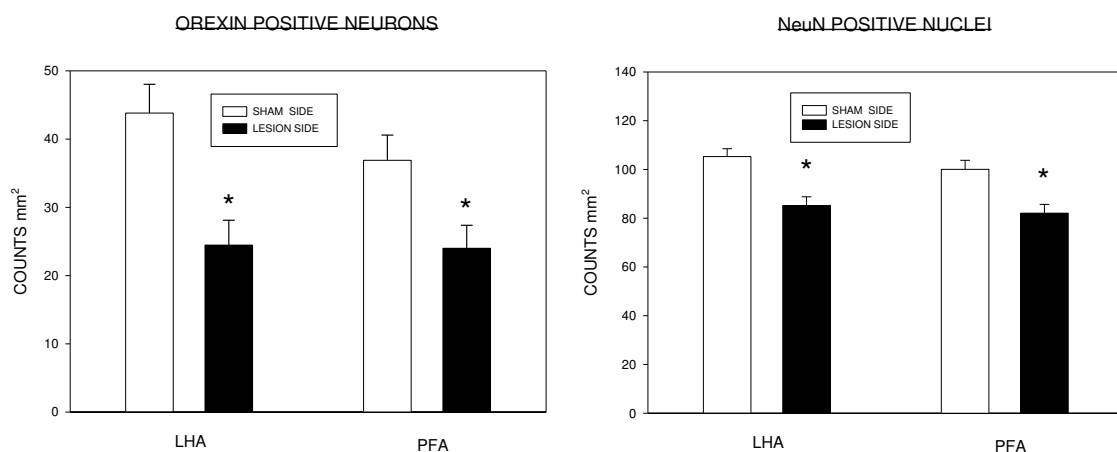 OREXIN POSITIVE NEURONS
50
40
30
20
10
0
COUNTS mm²
SHAM SIDE
LESION SIDE
*
*
LHA
PFA
NeuN POSITIVE NUCLEI
140
120
100
80
60
40
20
0
COUNTS mm²
SHAM SIDE
LESION SIDE
*
*
LHA
PFA